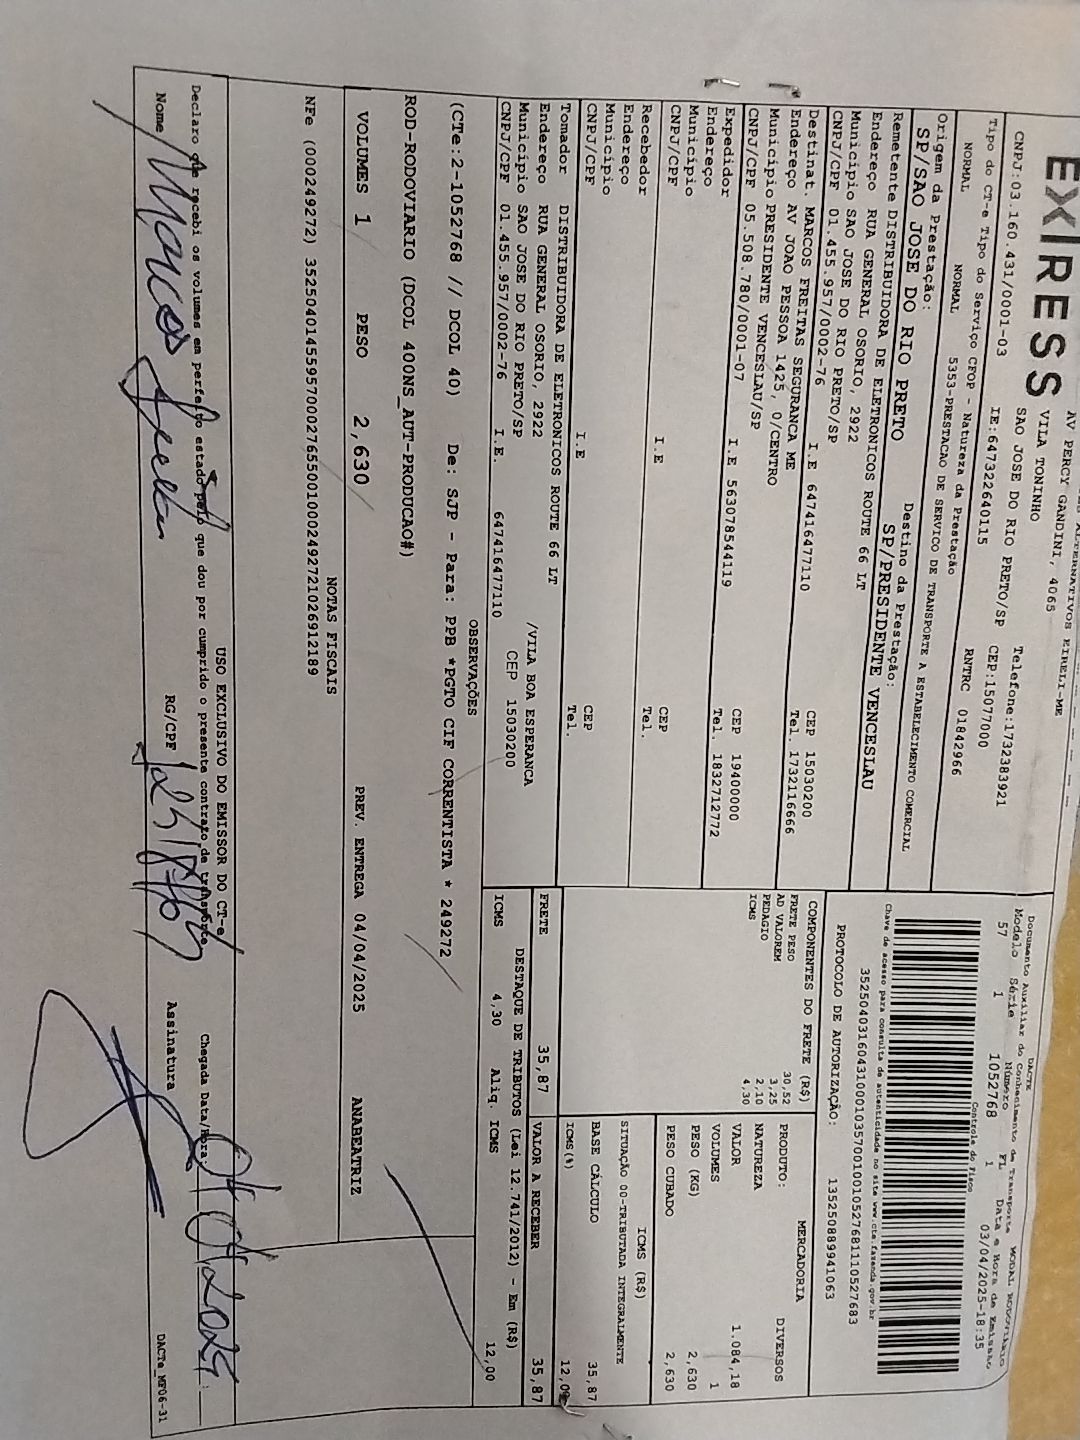 EX|RESS
AV PERCY GANDINI, 4065
VILA TONINHO
SAO JOSE DO RIO PRETO/SP
Telefone:1732383921
CEP:15077000
CNPJ:03.160.431/0001-03
IE:647322640115
RNTRC 01842966
Tipo do CT-e Tipo do Serviço CFOP - Natureza da Prestação
NORMAL NORMAL 5353-PRESTACAO DE SERVICO DE TRANSPORTE A ESTABELECIMENTO COMERCIAL
Origem da Prestação: Destino da Prestação:
SP/SAO JOSE DO RIO PRETO SP/PRESIDENTE VENCESLAU
DACTE MODAL RODOVIÁRIO
Documento Auxiliar do Conhecimento de Transporte
Modelo Série Número FL Data e Hora de Emissão
57 1 1052768 1 03/04/2025-18:35
Controle do Fisco
Chave de acesso para consulta de autenticidade no site www.cte.fazenda.gov.br
PROTOCOLO DE AUTORIZAÇÃO: 135250889941063
Remetente DISTRIBUIDORA DE ELETRONICOS ROUTE 66 LT
Endereço RUA GENERAL OSORIO, 2922
Município SAO JOSE DO RIO PRETO/SP CEP 15030200
CNPJ/CPF 01.455.957/0002-76 I.E 647416477110 Tel. 1732116666
Destinat. MARCOS FREITAS SEGURANCA ME
Endereço AV JOAO PESSOA 1425, 0/CENTRO
Município PRESIDENTE VENCESLAU/SP CEP 19400000
CNPJ/CPF 05.508.780/0001-07 I.E 563078544119 Tel. 1832712772
Expedidor
Endereço
Município CEP
CNPJ/CPF I.E Tel.
Recebedor
Endereço
Município CEP
CNPJ/CPF I.E Tel.
Tomador DISTRIBUIDORA DE ELETRONICOS ROUTE 66 LT
Endereço RUA GENERAL OSORIO, 2922 /VILA BOA ESPERANCA
Município SAO JOSE DO RIO PRETO/SP CEP 15030200
CNPJ/CPF 01.455.957/0002-76 I.E. 647416477110
COMPONENTES DO FRETE (R$)
FRETE PESO 30,52
AD VALOREM 3,25
PEDAGIO 2,10
ICMS 4,30
MERCADORIA
PRODUTO: DIVERSOS
NATUREZA
VALOR 1.084,18
VOLUMES 1
PESO (KG) 2,630
PESO CUBADO 2,630
ICMS (R$)
SITUAÇÃO 00-TRIBUTADA INTEGRALMENTE
BASE CÁLCULO 35,87
ICMS(%)
FRETE 35,87 VALOR A RECEBER 35,87
DESTAQUE DE TRIBUTOS (Lei 12.741/2012) - Em (R$)
ICMS 4,30 Aliq. ICMS 12,00
OBSERVAÇÕES
(CTe:2-1052768 // DCOL 40) De: SJP - Para: PPB *PGTO CIF CORRENTISTA * 249272
ROD-RODOVIARIO (DCOL 400NS_AUT-PRODUCAO#)
VOLUMES 1 PESO 2,630 PREV. ENTREGA 04/04/2025 ANABEATRIZ
NOTAS FISCAIS
USO EXCLUSIVO DO EMISSOR DO CT-e
Declaro que recebi os volumes em perfeito estado pelo que dou por cumprido o presente contrato de transporte
Chegada Data/Hora:
Nome Marcos
RG/CPF
Assinatura
DACTe_MP06-31